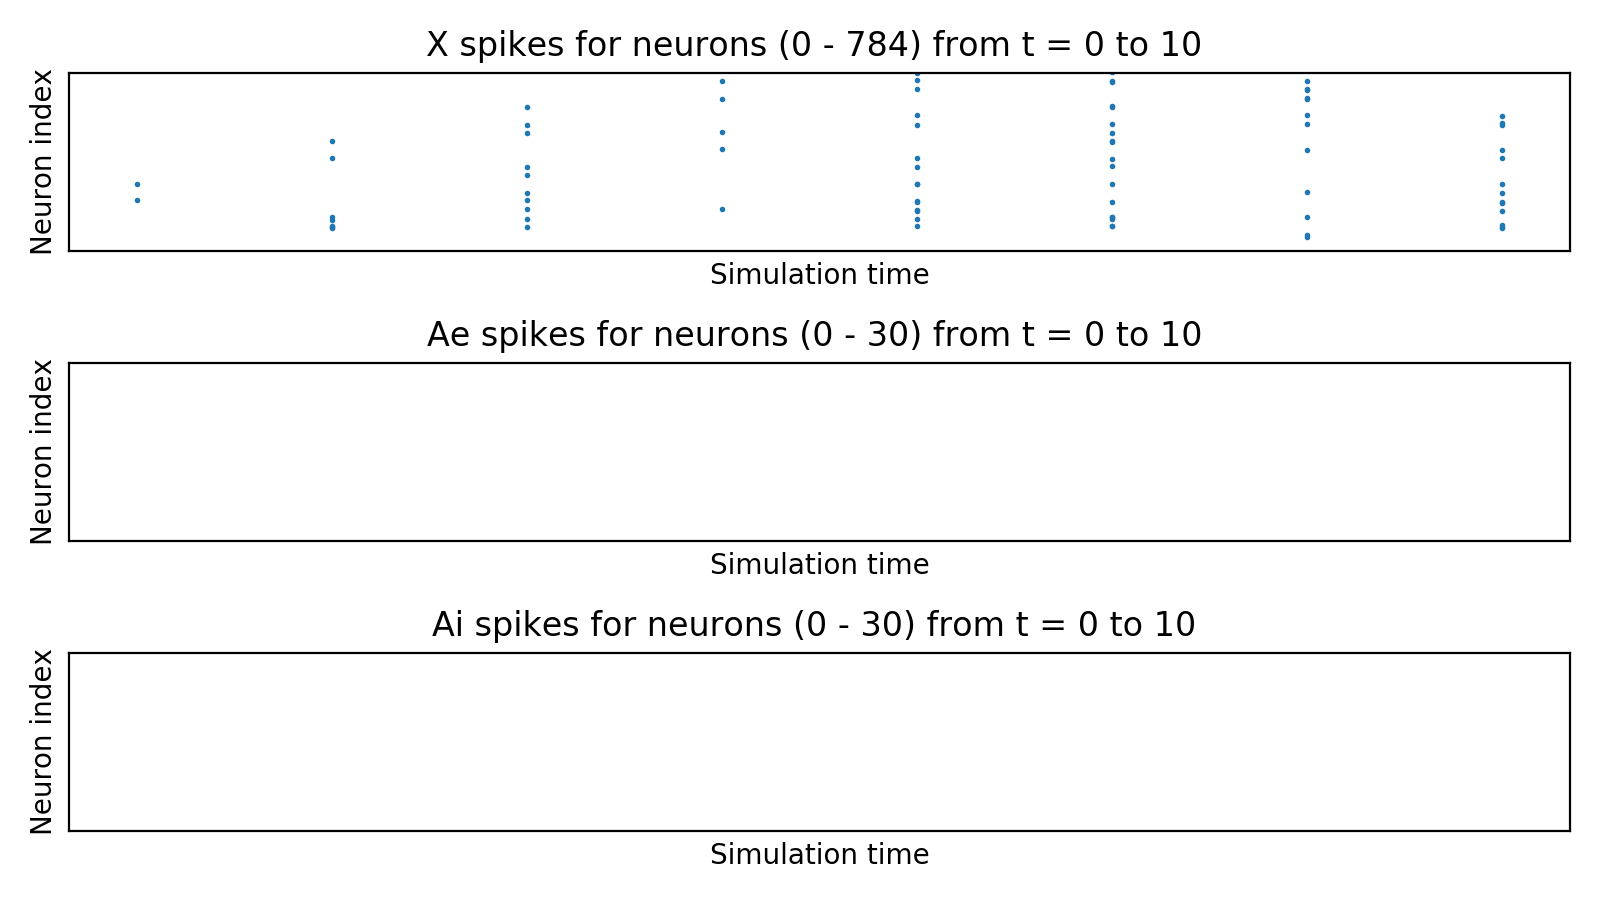 X spikes for neurons (0 - 784) from t = 0 to 10
Neuron index
Simulation time
Ae spikes for neurons (0 - 30) from t = 0 to 10
Neuron index
Simulation time
Ai spikes for neurons (0 - 30) from t = 0 to 10
Neuron index
Simulation time